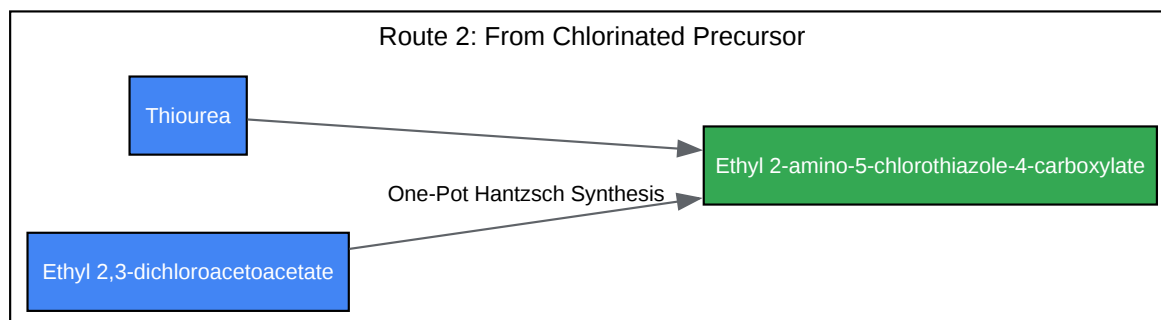 Route 2: From Chlorinated Precursor
Thiourea
Ethyl 2-amino-5-chlorothiazole-4-carboxylate
One-Pot Hantzsch Synthesis
Ethyl 2,3-dichloroacetoacetate